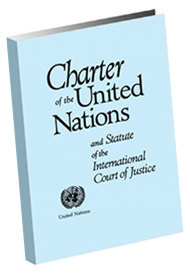 Charter
of the United
Nations
and Statute
of the
International
Court of Justice
United Nations